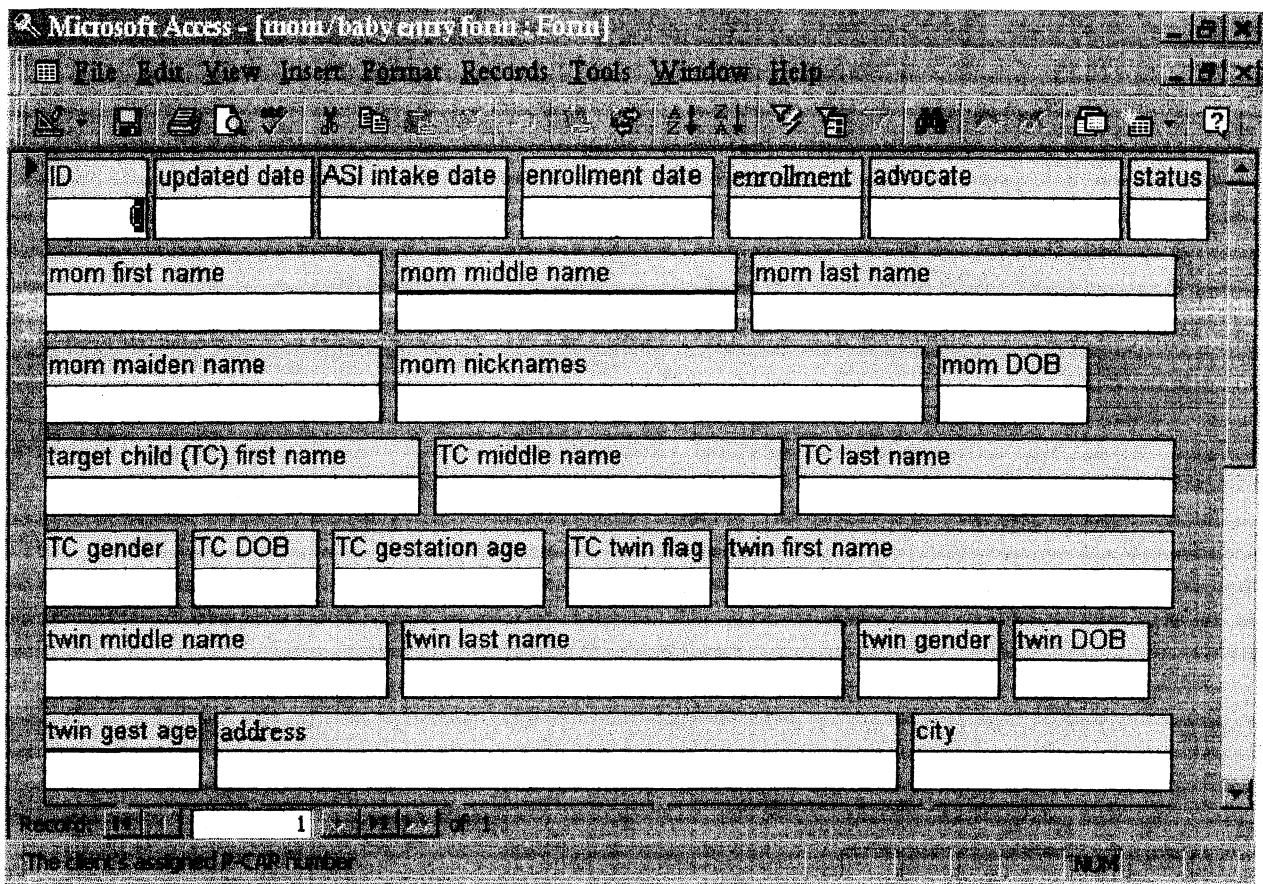 Microsoft Access - [mom/baby entry form : Form]
File Edit View Insert Format Records Tools Window Help
ID updated date ASI intake date enrollment date enrollment advocate status
mom first name mom middle name mom last name
mom maiden name mom nicknames mom DOB
target child (TC) first name TC middle name TC last name
TC gender TC DOB TC gestation age TC twin flag twin first name
twin middle name twin last name twin gender twin DOB
twin gest age address city
Record: 1 of 1
The client's assigned P-CAP number NUM